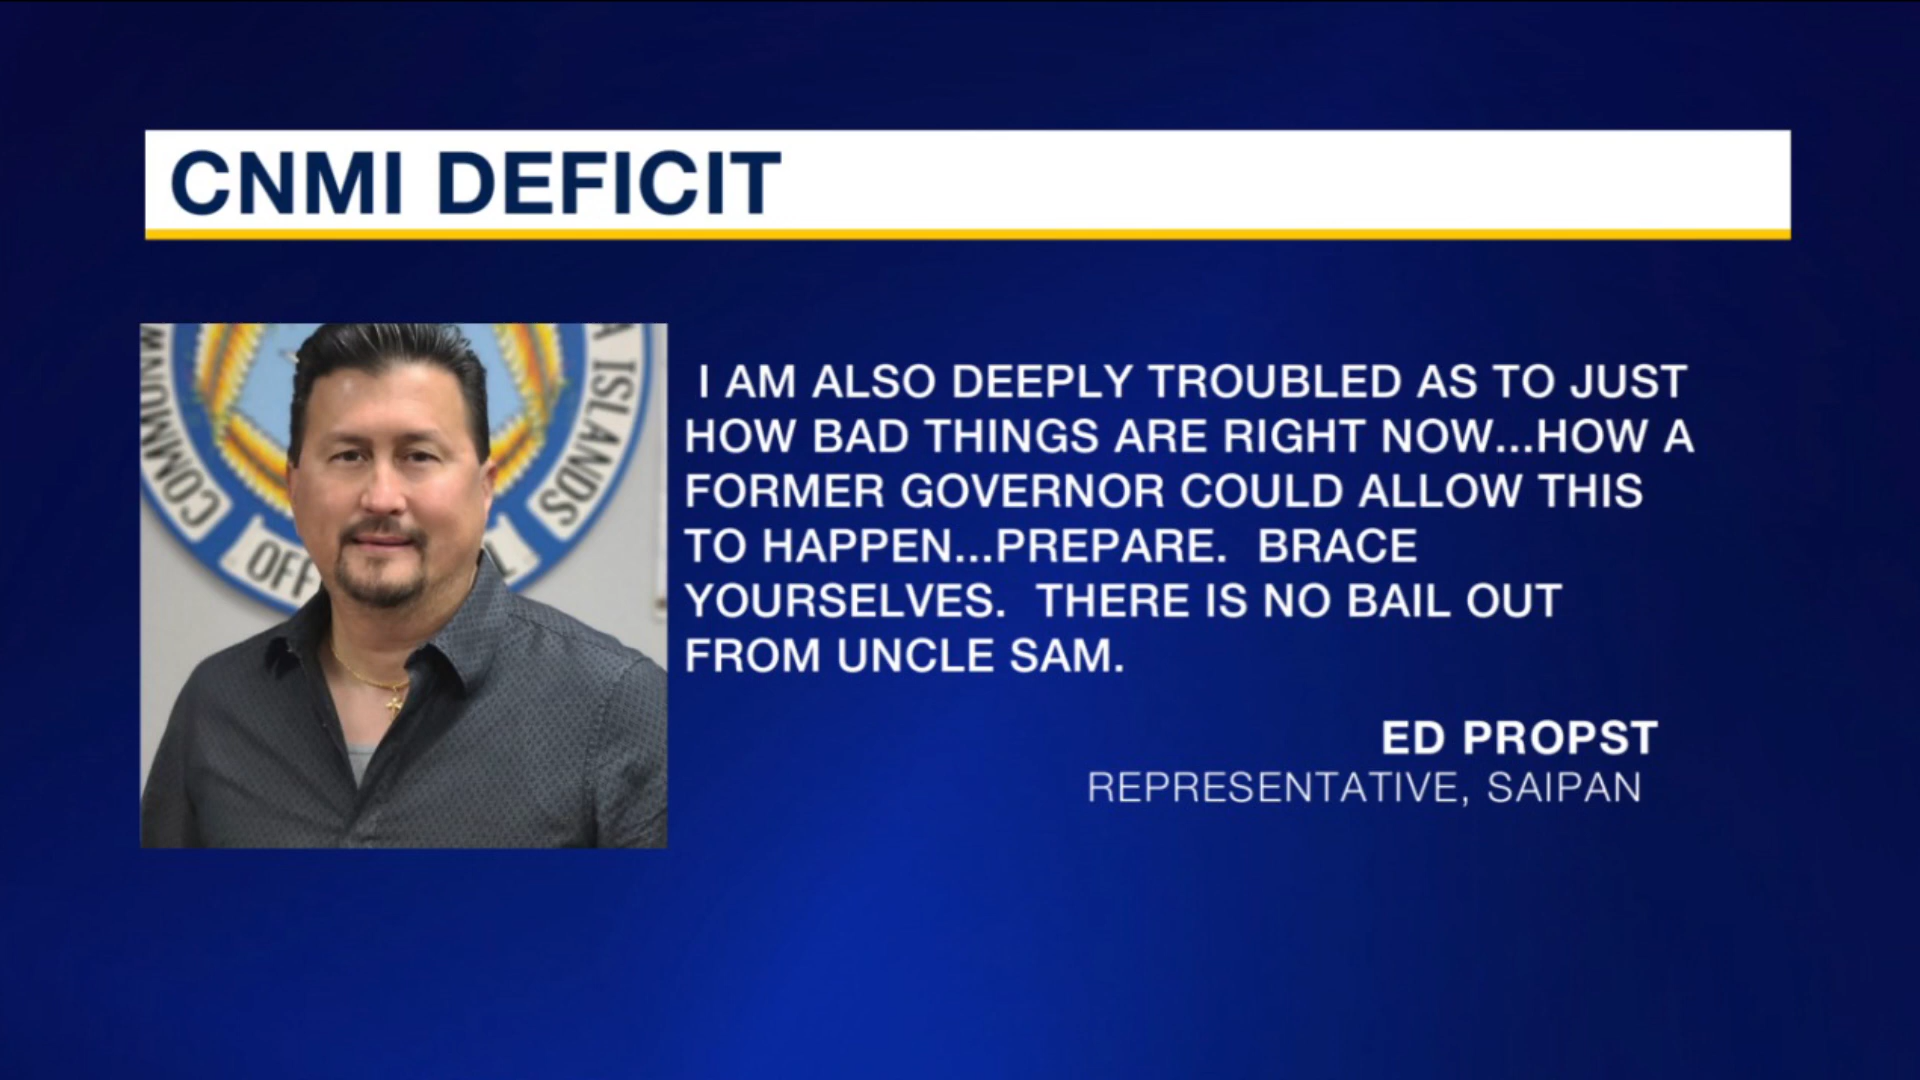 CNMI DEFICIT
I AM ALSO DEEPLY TROUBLED AS TO JUST
HOW BAD THINGS ARE RIGHT NOW...HOW A
FORMER GOVERNOR COULD ALLOW THIS
TO HAPPEN...PREPARE. BRACE
YOURSELVES. THERE IS NO BAIL OUT
FROM UNCLE SAM.
ED PROPST
REPRESENTATIVE, SAIPAN
ISLANDS